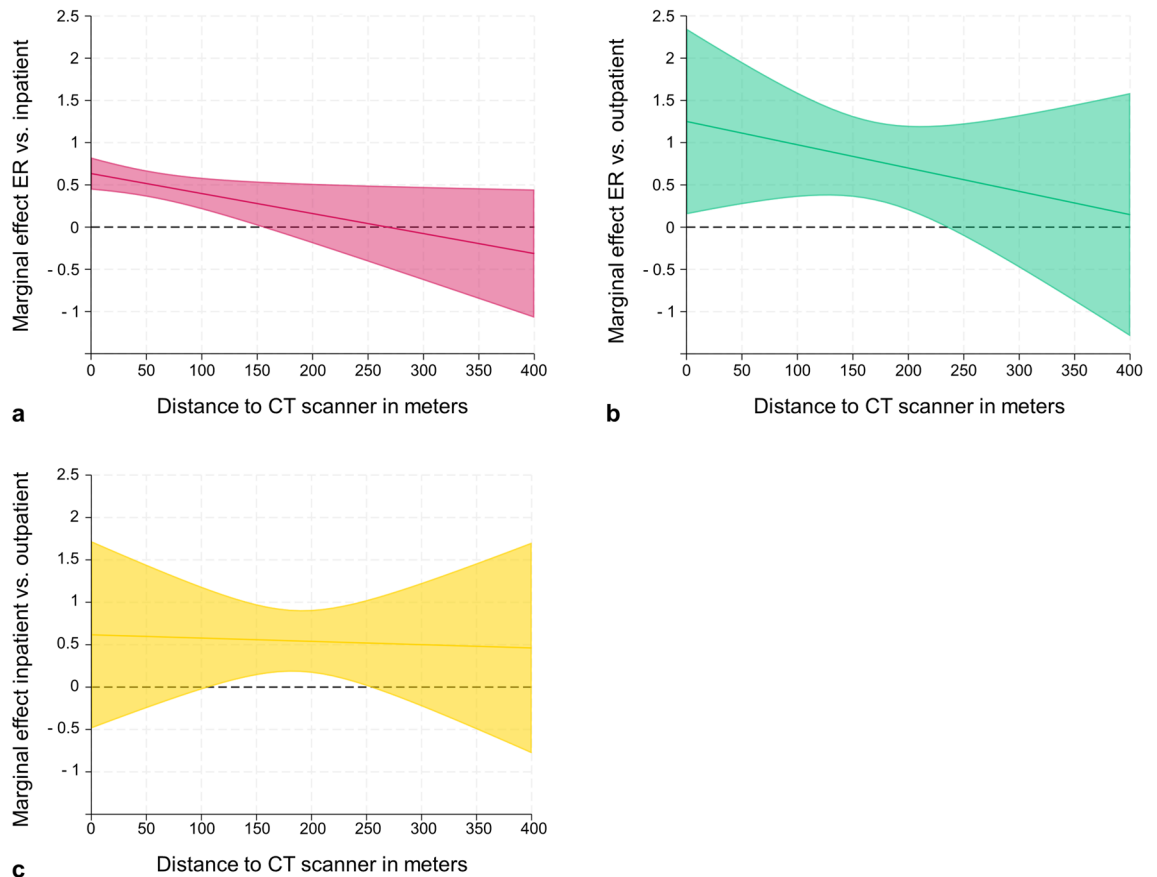 Marginal effect ER vs. inpatient
2.5
2
1.5
1
0.5
0
- 0.5
- 1
0 50 100 150 200 250 300 350 400
Distance to CT scanner in meters
a
Marginal effect ER vs. outpatient
2.5
2
1.5
1
0.5
0
- 0.5
- 1
0 50 100 150 200 250 300 350 400
Distance to CT scanner in meters
b
Marginal effect inpatient vs. outpatient
2.5
2
1.5
1
0.5
0
- 0.5
- 1
0 50 100 150 200 250 300 350 400
Distance to CT scanner in meters
c